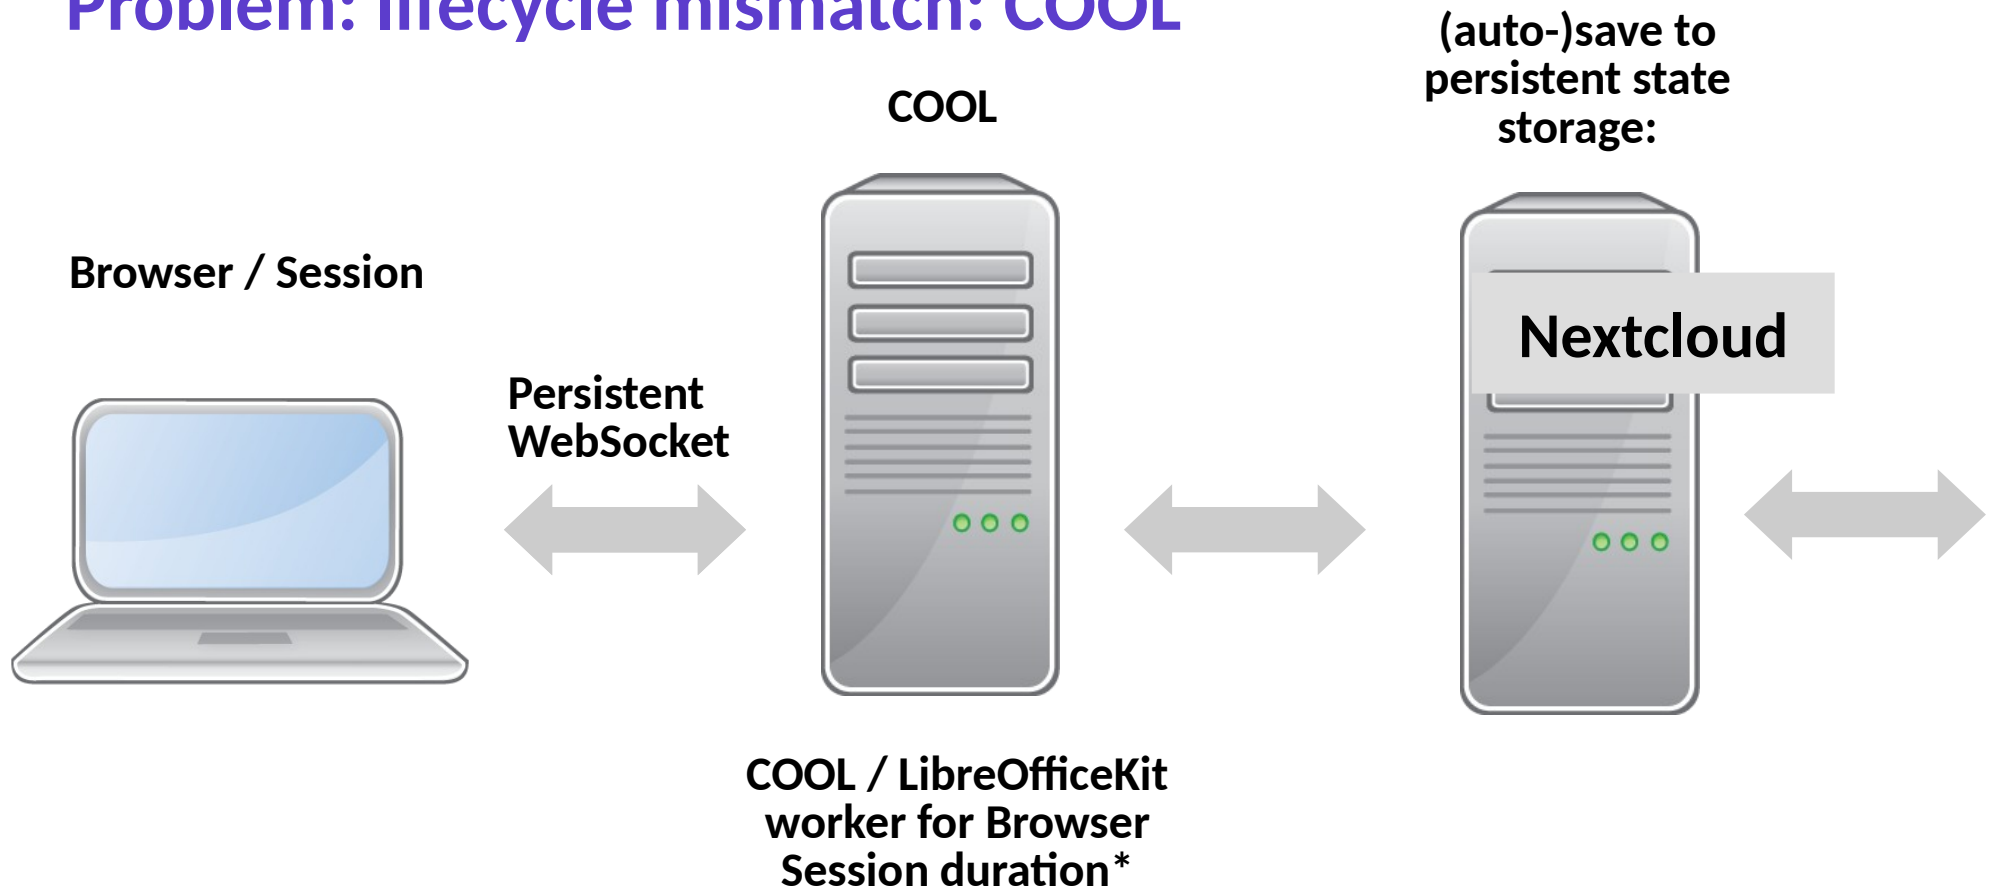 Problem: lifecycle mismatch: COOL
(auto-)save to
persistent state
storage:
COOL
Browser / Session
Nextcloud
Persistent
WebSocket
COOL / LibreOfficeKit
worker for Browser
Session duration*